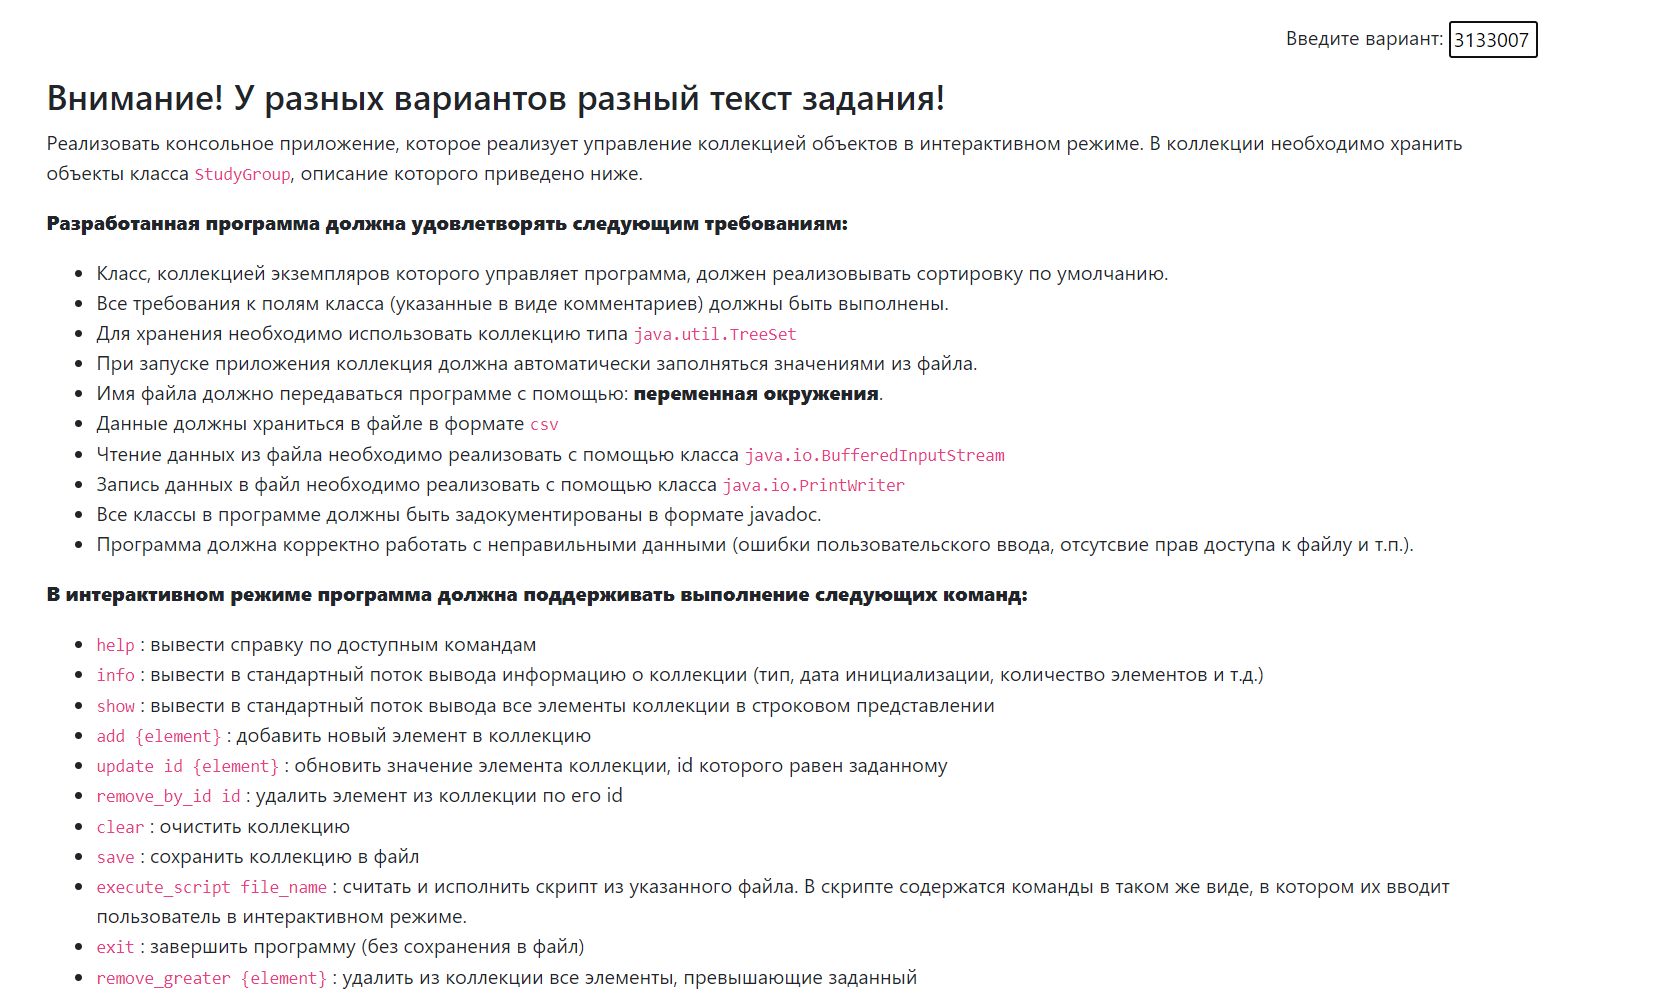 Введите вариант: 3133007
Внимание! У разных вариантов разный текст задания!
Реализовать консольное приложение, которое реализует управление коллекцией объектов в интерактивном режиме. В коллекции необходимо хранить
объекты класса StudyGroup, описание которого приведено ниже.
Разработанная программа должна удовлетворять следующим требованиям:
• Класс, коллекцией экземпляров которого управляет программа, должен реализовывать сортировку по умолчанию.
• Все требования к полям класса (указанные в виде комментариев) должны быть выполнены.
• Для хранения необходимо использовать коллекцию типа java.util.TreeSet
• При запуске приложения коллекция должна автоматически заполняться значениями из файла.
• Имя файла должно передаваться программе с помощью: переменная окружения.
• Данные должны храниться в файле в формате csv
• Чтение данных из файла необходимо реализовать с помощью класса java.io.BufferedInputStream
• Запись данных в файл необходимо реализовать с помощью класса java.io.PrintWriter
• Все классы в программе должны быть задокументированы в формате javadoc.
• Программа должна корректно работать с неправильными данными (ошибки пользовательского ввода, отсутсвие прав доступа к файлу и т.п.).
В интерактивном режиме программа должна поддерживать выполнение следующих команд:
• help : вывести справку по доступным командам
• info : вывести в стандартный поток вывода информацию о коллекции (тип, дата инициализации, количество элементов и т.д.)
• show : вывести в стандартный поток вывода все элементы коллекции в строковом представлении
• add {element} : добавить новый элемент в коллекцию
• update id {element} : обновить значение элемента коллекции, id которого равен заданному
• remove_by_id id : удалить элемент из коллекции по его id
• clear : очистить коллекцию
• save : сохранить коллекцию в файл
• execute_script file_name : считать и исполнить скрипт из указанного файла. В скрипте содержатся команды в таком же виде, в котором их вводит
пользователь в интерактивном режиме.
• exit : завершить программу (без сохранения в файл)
• remove_greater {element} : удалить из коллекции все элементы, превышающие заданный